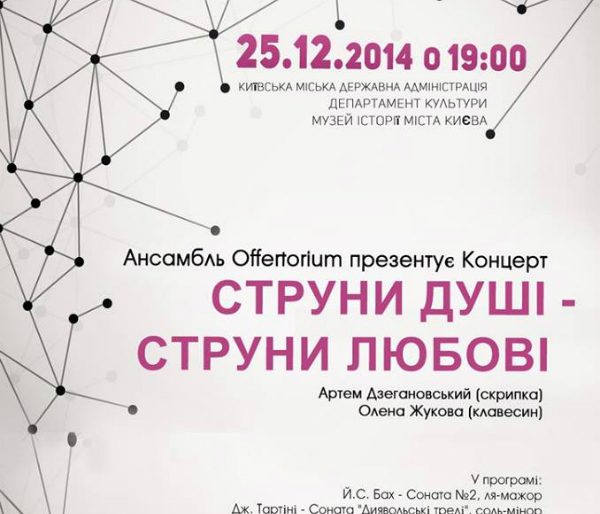 25.12.2014 о 19:00
КИЇВСЬКА МІСЬКА ДЕРЖАВНА АДМІНІСТРАЦІЯ
ДЕПАРТАМЕНТ КУЛЬТУРИ
МУЗЕЙ ІСТОРІЇ МІСТА КИЄВА
Ансамбль Offertorium презентує Концерт
СТРУНИ ДУШІ -
СТРУНИ ЛЮБОВІ
Артем Дзегановський (скрипка)
Олена Жукова (клавесин)
У програмі:
Й.С. Бах - Соната №2, ля-мажор
Дж. Тартіні - Соната "Диявольські трелі", соль-мінор